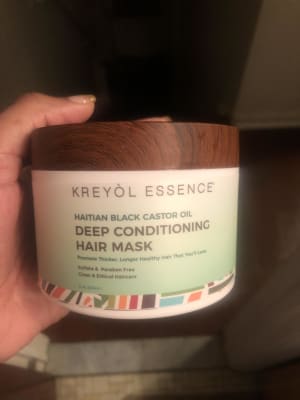 KREYÒL ESSENCE
HAITIAN BLACK CASTOR OIL
DEEP CONDITIONING
HAIR MASK
Promote Thicker, Longer Healthy Hair That You'll Love
Sulfate & Paraben Free
Clean & Ethical Haircare